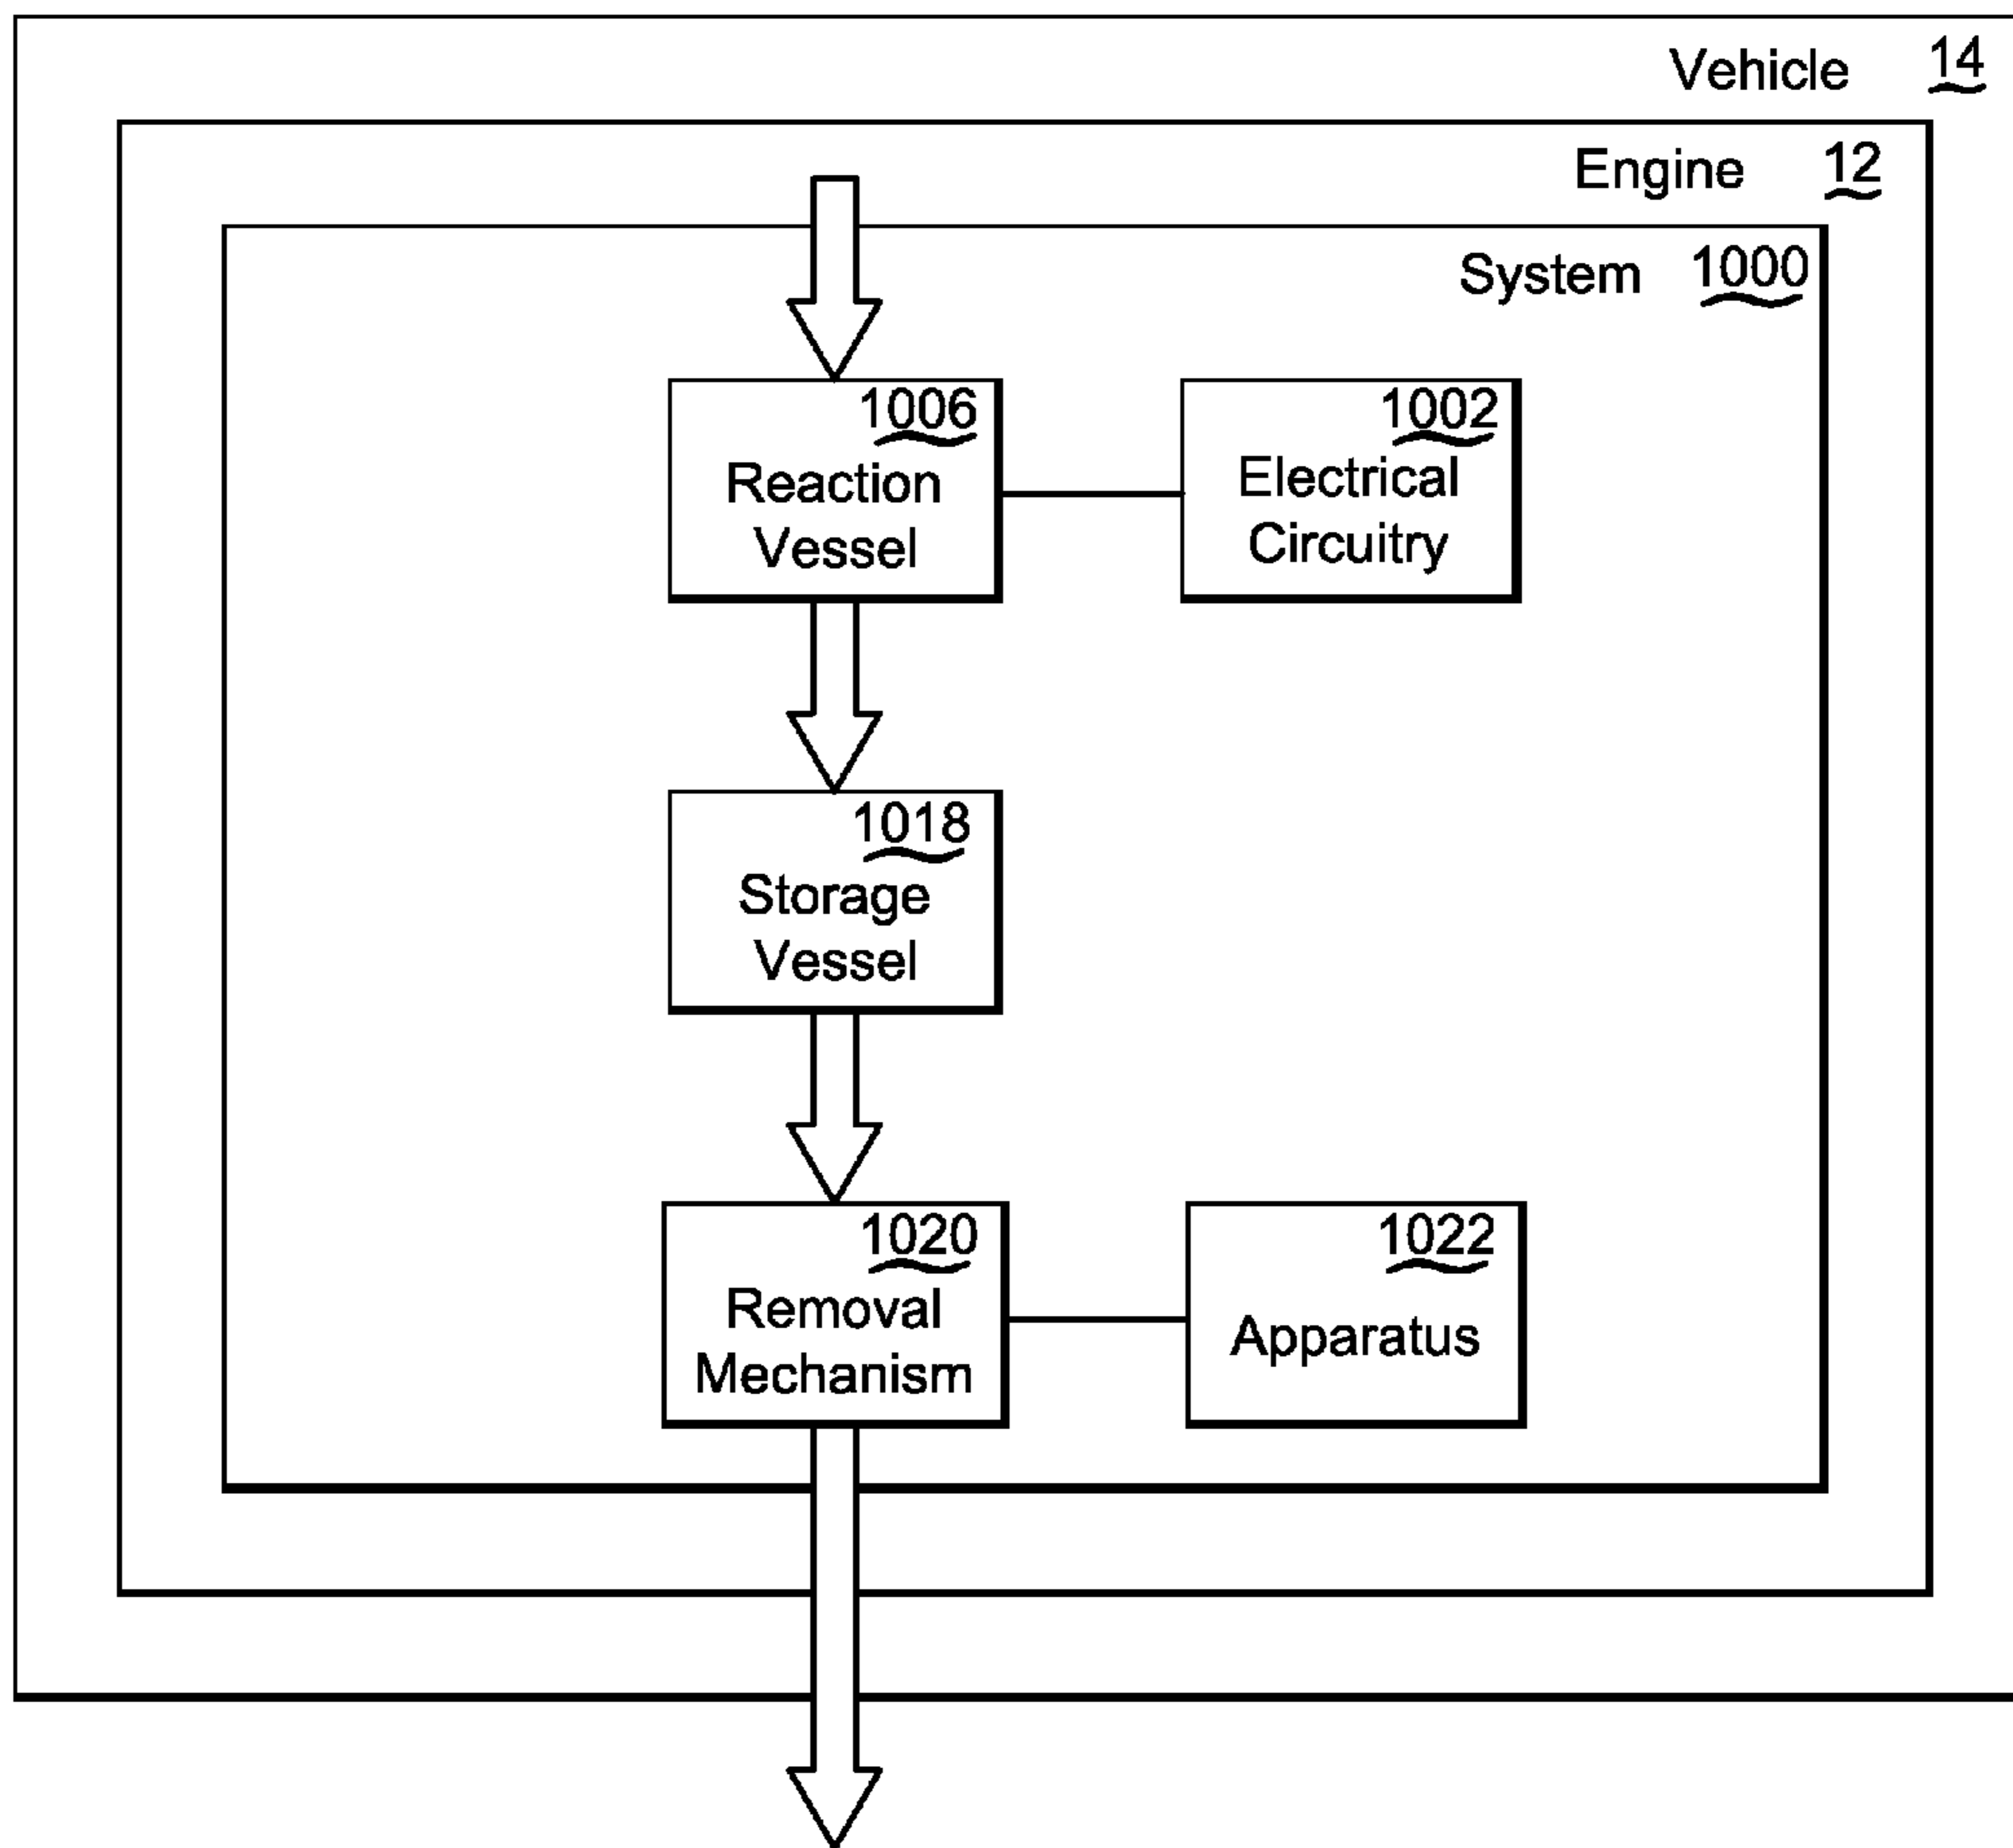 Vehicle 14
Engine 12
System 1000
1006
Reaction
Vessel
1002
Electrical
Circuitry
1018
Storage
Vessel
1020
Removal
Mechanism
1022
Apparatus